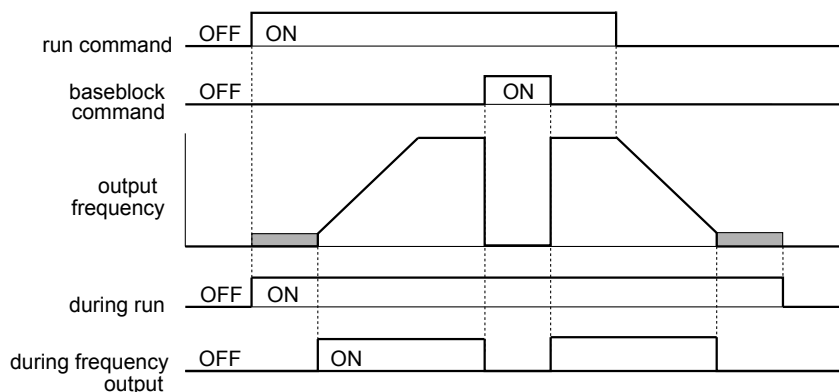 run command
OFF
ON
baseblock
command
OFF
ON
output
frequency
during run
OFF
ON
during frequency
output
OFF
ON